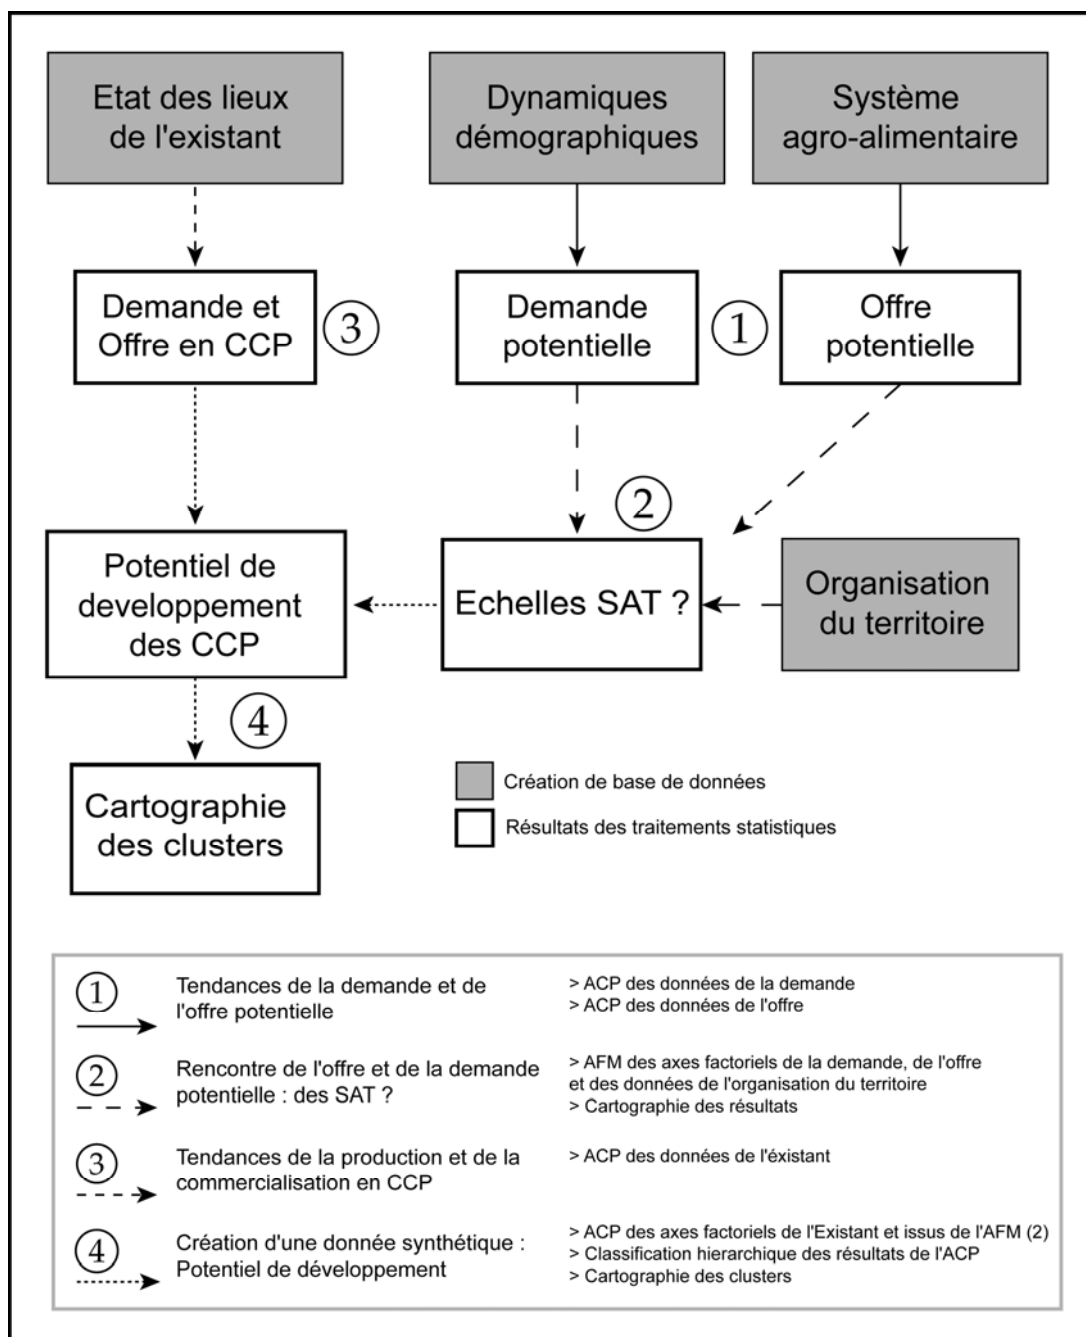 Etat des lieux
de l'existant
Dynamiques
démographiques
Système
agro-alimentaire
Demande et
Offre en CCP
3
Demande
potentielle
1
Offre
potentielle
2
Potentiel de
developpement
des CCP
Echelles SAT ?
Organisation
du territoire
4
Cartographie
des clusters
Création de base de données
Résultats des traitements statistiques
1
Tendances de la demande et de
l'offre potentielle
> ACP des données de la demande
> ACP des données de l'offre
2
Rencontre de l'offre et de la demande
potentielle : des SAT ?
> AFM des axes factoriels de la demande, de l'offre
et des données de l'organisation du territoire
> Cartographie des résultats
3
Tendances de la production et de la
commercialisation en CCP
> ACP des données de l'éxistant
4
Création d'une donnée synthétique :
Potentiel de développement
> ACP des axes factoriels de l'Existant et issus de l'AFM (2)
> Classification hierarchique des résultats de l'ACP
> Cartographie des clusters